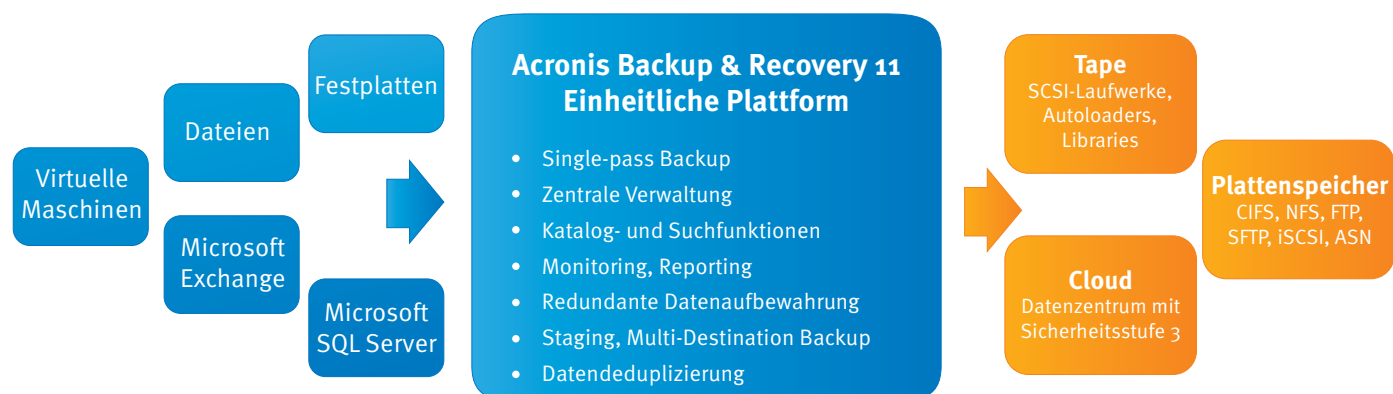 Virtuelle
Maschinen
Dateien
Microsoft
Exchange
Festplatten
Microsoft
SQL Server
Acronis Backup & Recovery 11
Einheitliche Plattform
• Single-pass Backup
• Zentrale Verwaltung
• Katalog- und Suchfunktionen
• Monitoring, Reporting
• Redundante Datenaufbewahrung
• Staging, Multi-Destination Backup
• Datendeduplizierung
Tape
SCSI-Laufwerke,
Autoloaders,
Libraries
Cloud
Datenzentrum mit
Sicherheitsstufe 3
Plattenspeicher
CIFS, NFS, FTP,
SFTP, iSCSI, ASN